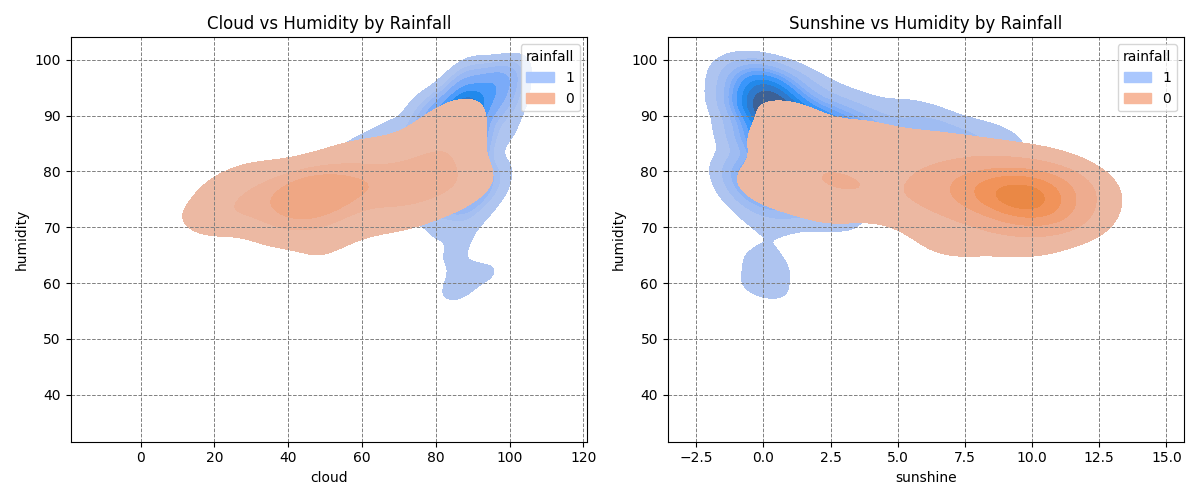 Cloud vs Humidity by Rainfall
rainfall
1
0
humidity
100
90
80
70
60
50
40
0 20 40 60 80 100 120
cloud
Sunshine vs Humidity by Rainfall
rainfall
1
0
humidity
100
90
80
70
60
50
40
−2.5 0.0 2.5 5.0 7.5 10.0 12.5 15.0
sunshine